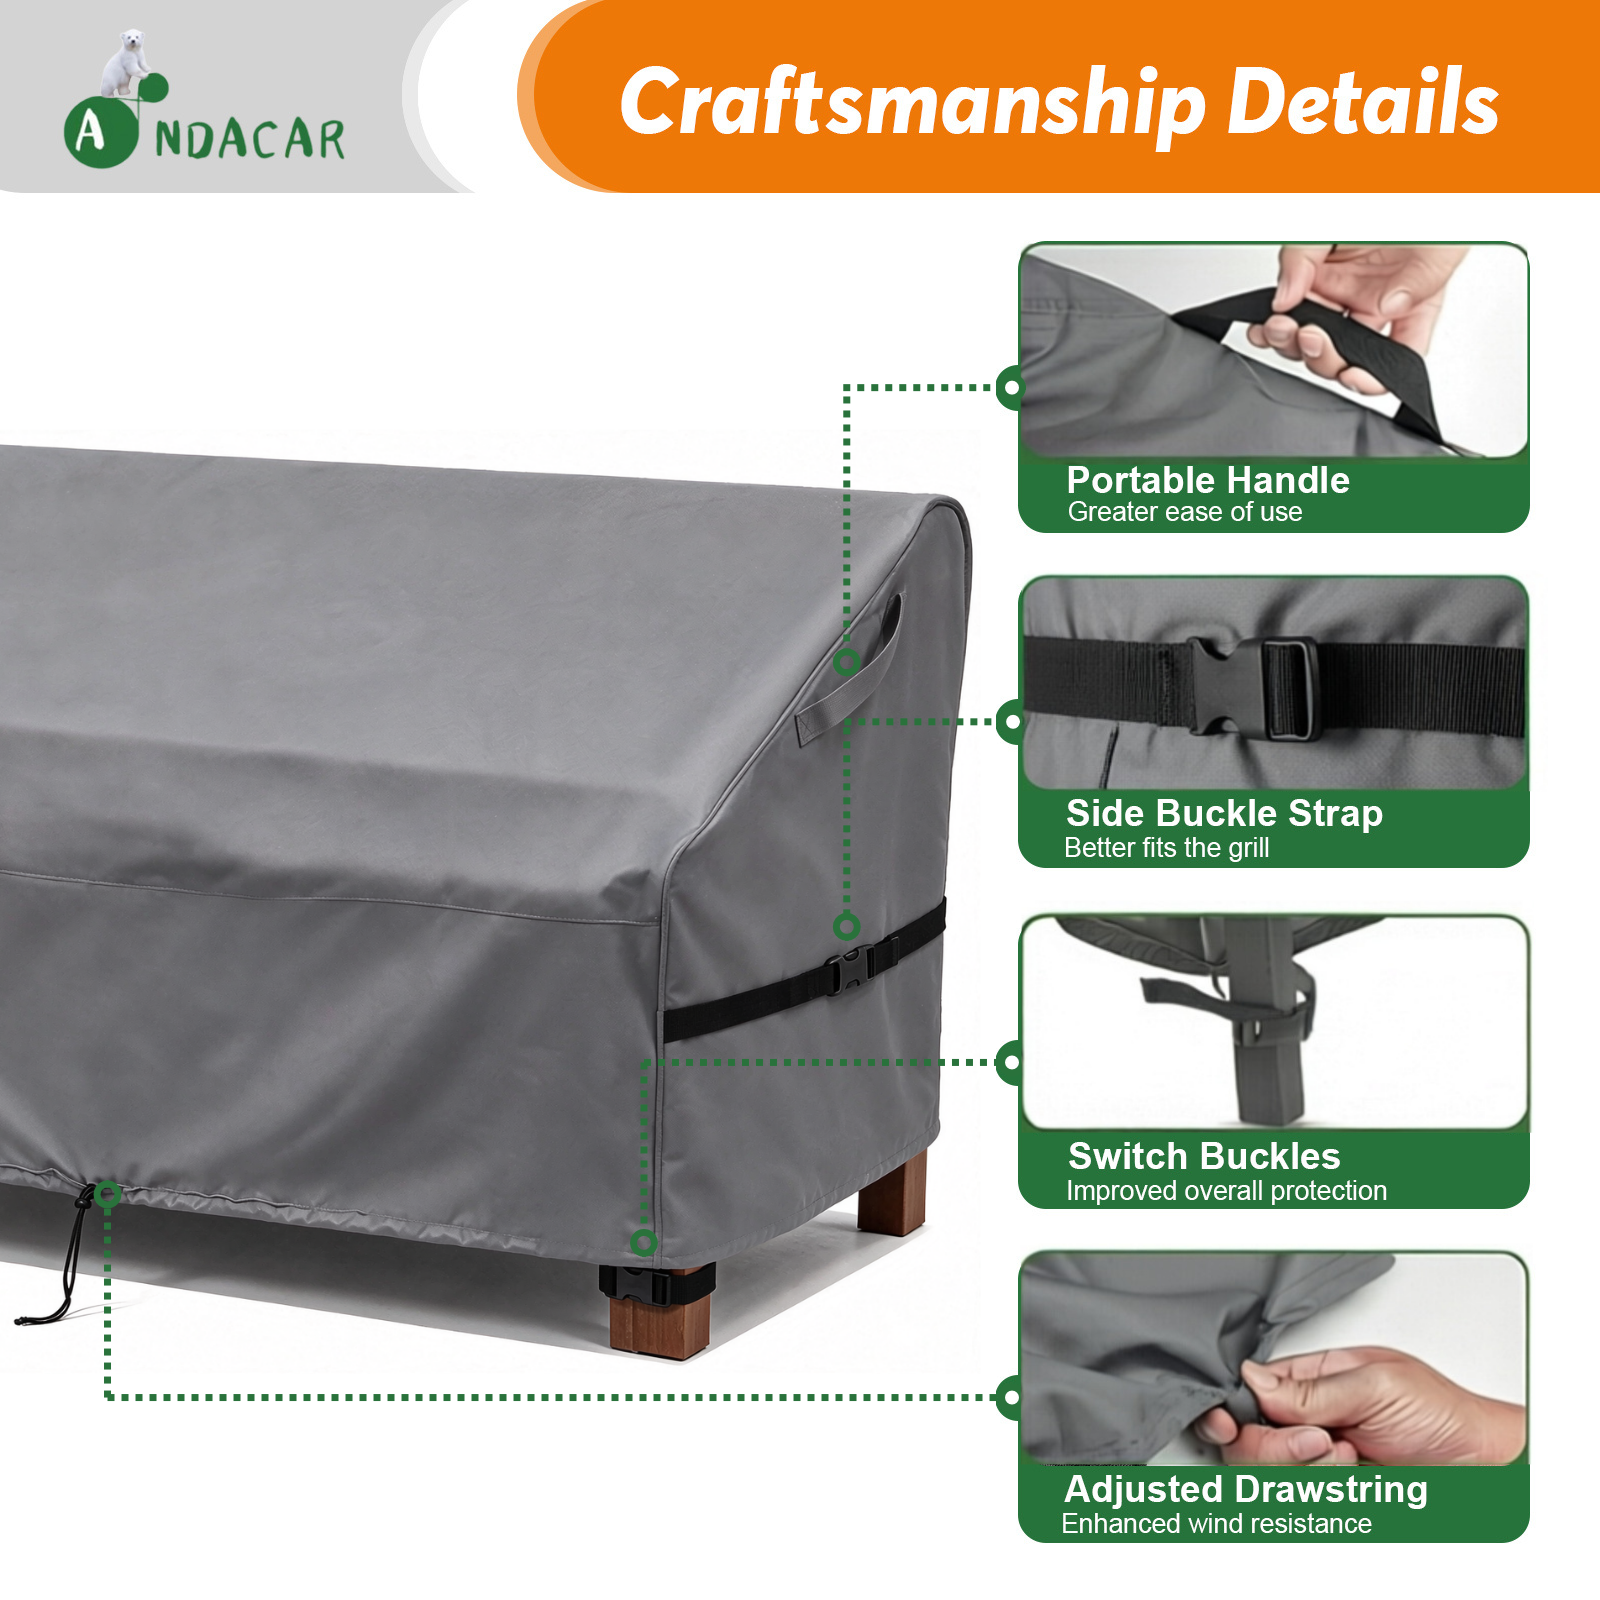 ANDACAR
Craftsmanship Details
Portable Handle
Greater ease of use
Side Buckle Strap
Better fits the grill
Switch Buckles
Improved overall protection
Adjusted Drawstring
Enhanced wind resistance